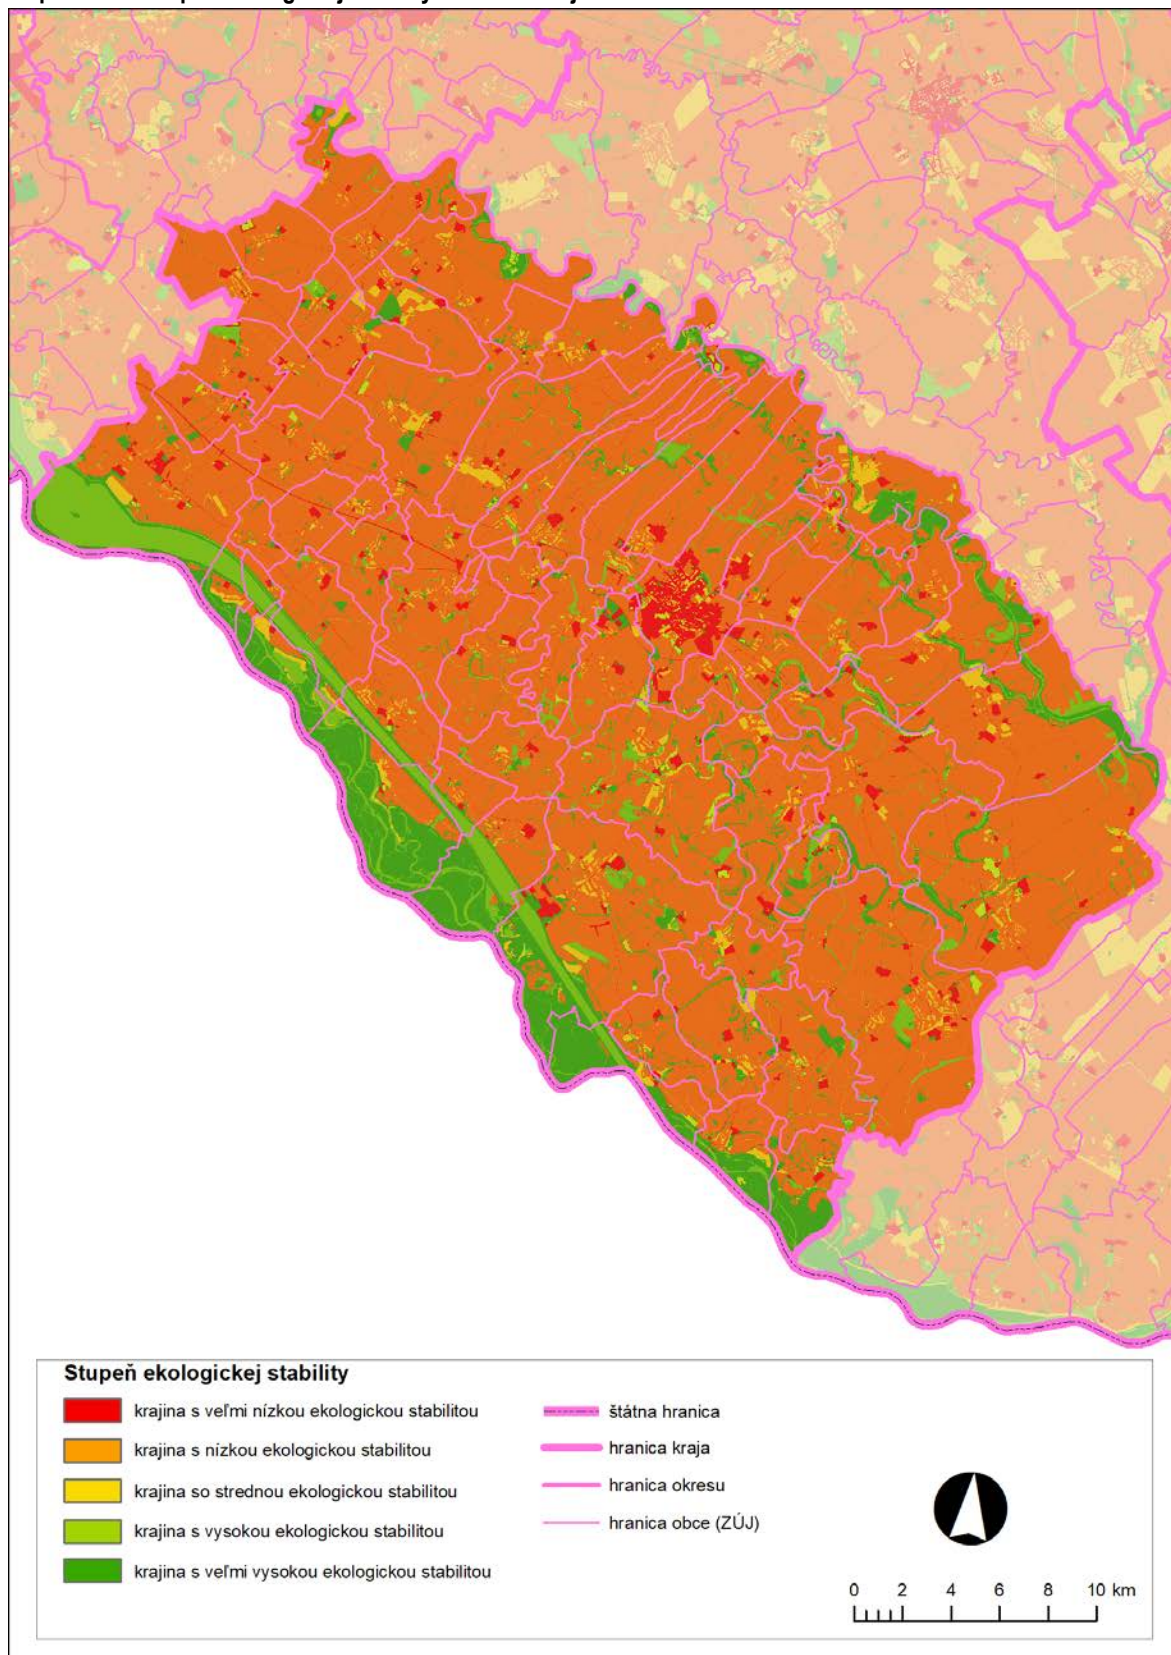 Stupeň ekologickej stability
krajina s veľmi nízkou ekologickou stabilitou
krajina s nízkou ekologickou stabilitou
krajina so strednou ekologickou stabilitou
krajina s vysokou ekologickou stabilitou
krajina s veľmi vysokou ekologickou stabilitou
štátna hranica
hranica kraja
hranica okresu
hranica obce (ZÚJ)
0 2 4 6 8 10 km